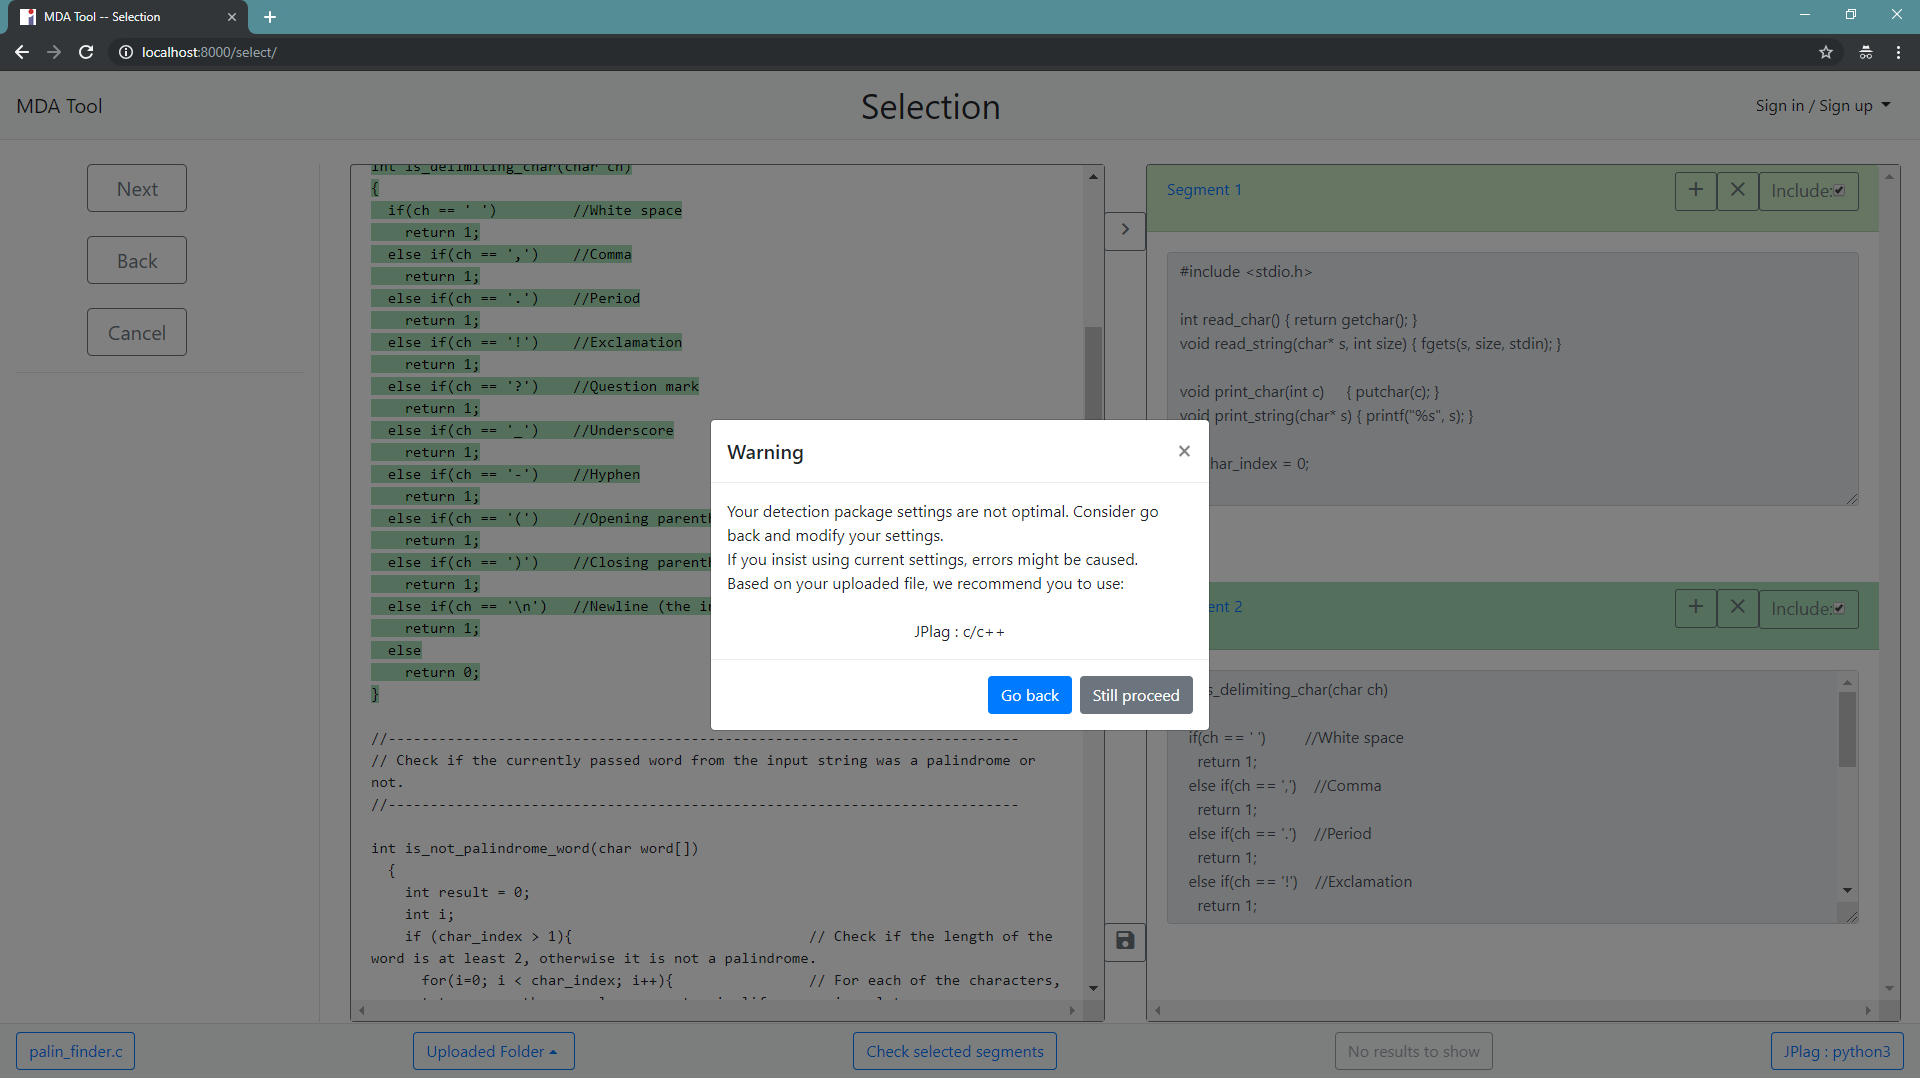 MDA Tool -- Selection
localhost:8000/select/
MDA Tool
Selection
Sign in / Sign up
Next
Back
Cancel
int is_delimiting_char(char ch)
{
if(ch == ' ') //White space
return 1;
else if(ch == ',') //Comma
return 1;
else if(ch == '.') //Period
return 1;
else if(ch == '!') //Exclamation
return 1;
else if(ch == '?') //Question mark
return 1;
else if(ch == '_') //Underscore
return 1;
else if(ch == '-') //Hyphen
return 1;
else if(ch == '(') //Opening
return 1;
else if(ch == ')') //Closing
return 1;
else if(ch == '\n') //Newline (the
return 1;
else
return 0;
}
//---------------------------------------------------------------------------
// Check if the currently passed word from the input string was a palindrome or
not.
//---------------------------------------------------------------------------
int is_not_palindrome_word(char word[])
{
int result = 0;
int i;
if (char_index > 1){ // Check if the length of the
word is at least 2, otherwise it is not a palindrome.
for(i=0; i < char_index; i++){ // For each of the characters,
Segment 1
Include:
#include <stdio.h>
int read_char() { return getchar(); }
void read_string(char* s, int size) { fgets(s, size, stdin); }
void print_char(int c) { putchar(c); }
void print_string(char* s) { printf("%s", s); }
har_index = 0;
ent 2
Include:
s_delimiting_char(char ch)
if(ch == ' ') //White space
return 1;
else if(ch == ',') //Comma
return 1;
else if(ch == '.') //Period
return 1;
else if(ch == '!') //Exclamation
return 1;
Warning
Your detection package settings are not optimal. Consider go
back and modify your settings.
If you insist using current settings, errors might be caused.
Based on your uploaded file, we recommend you to use:
JPlag : c/c++
Go back
Still proceed
palin_finder.c
Uploaded Folder
Check selected segments
No results to show
JPlag : python3